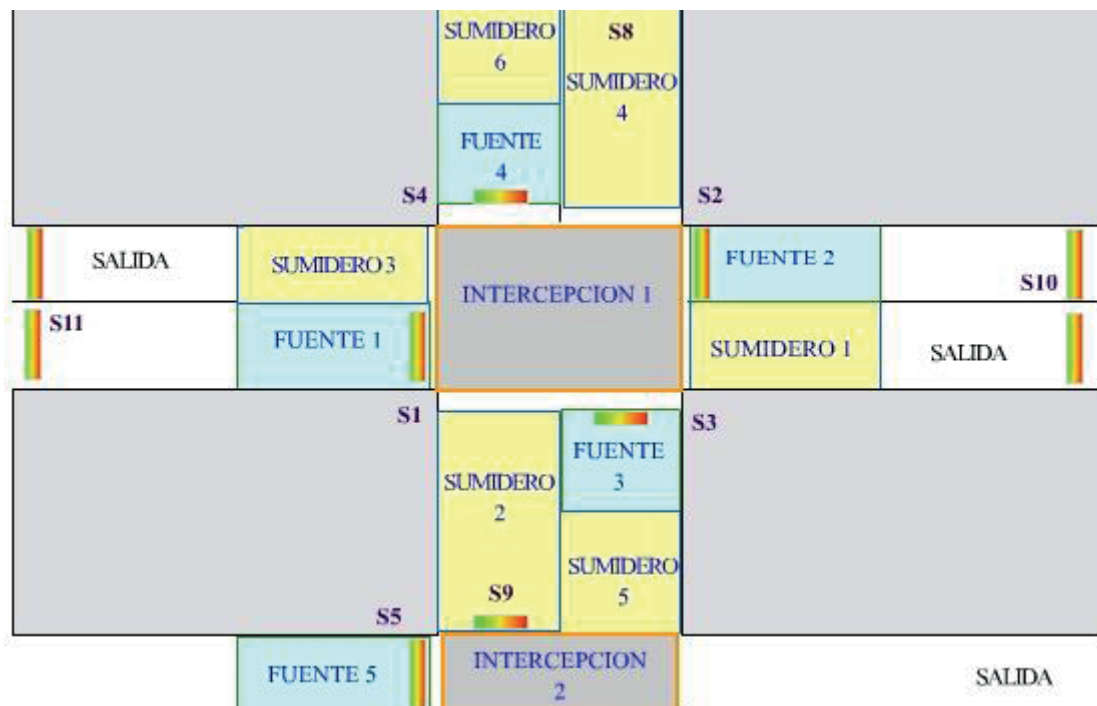 SUMIDERO
6
S8
SUMIDERO
4
FUENTE
4
S4
S2
SALIDA
SUMIDERO 3
INTERCEPCION 1
FUENTE 2
S10
S11
FUENTE 1
SUMIDERO 1
SALIDA
S1
S3
SUMIDERO
2
FUENTE
3
S9
SUMIDERO
5
S5
FUENTE 5
INTERCEPCION
2
SALIDA